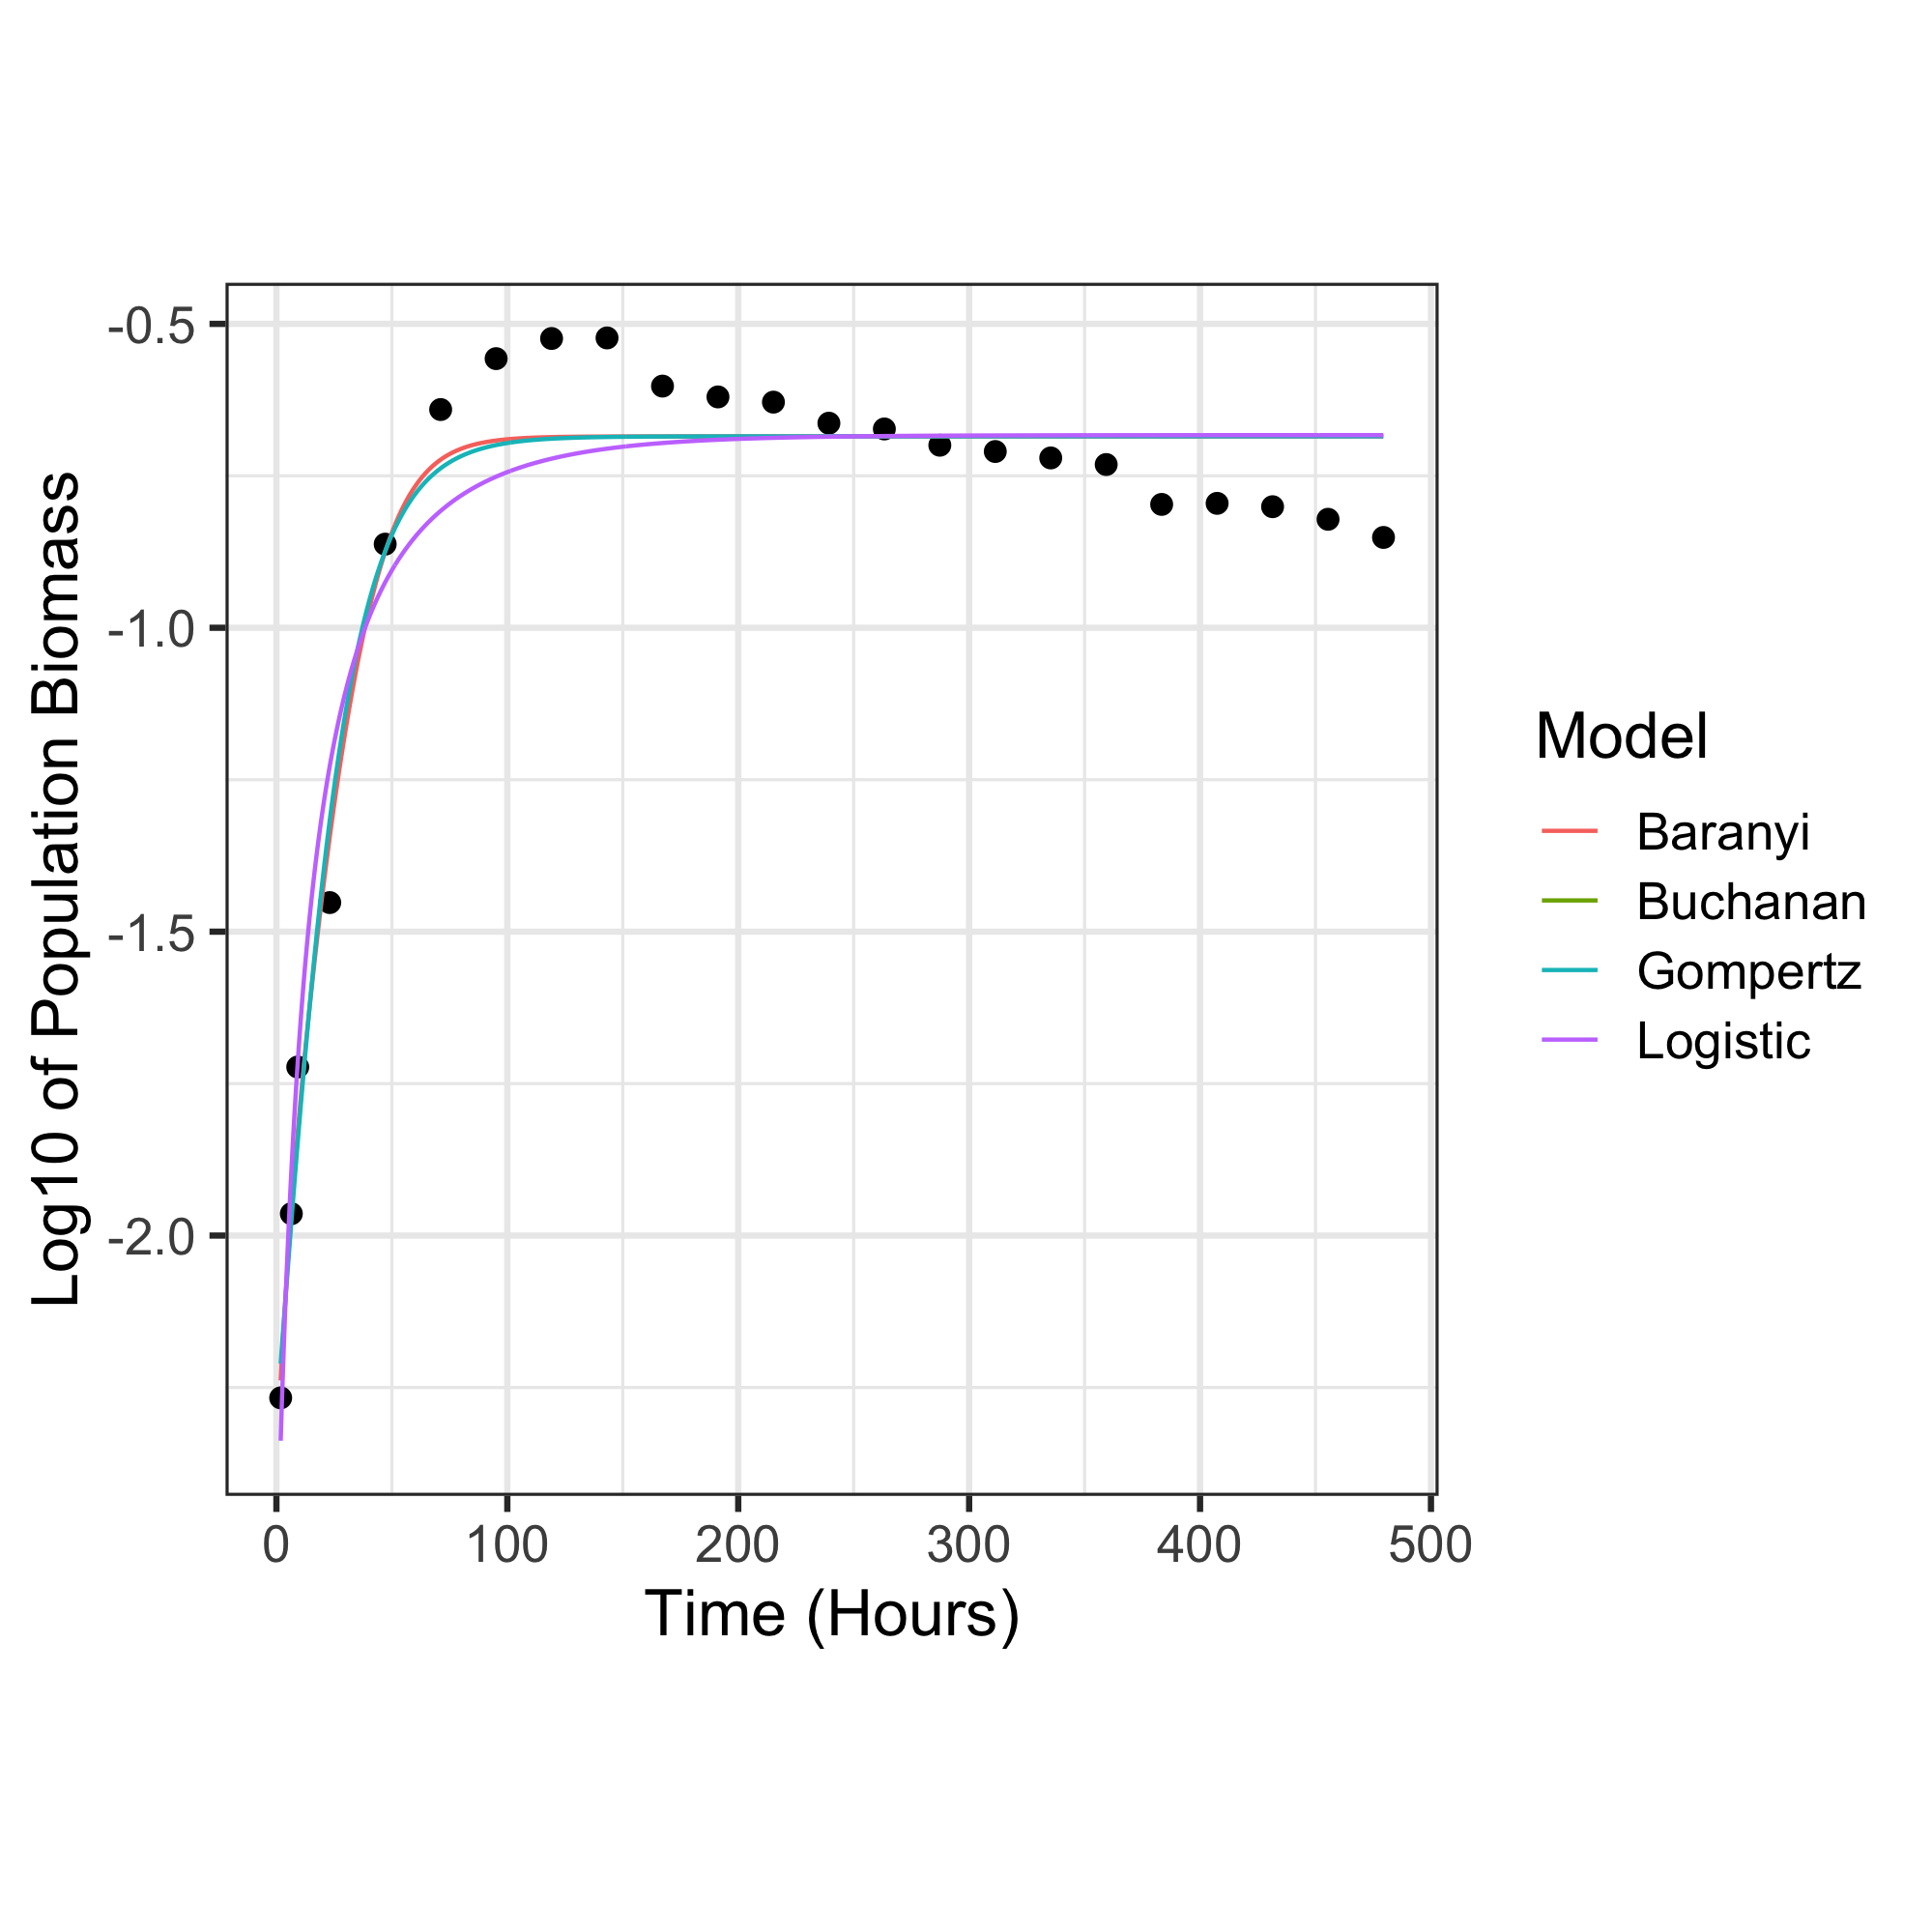 Log10 of Population Biomass
-0.5
-1.0
-1.5
-2.0
0 100 200 300 400 500
Time (Hours)
Model
Baranyi
Buchanan
Gompertz
Logistic